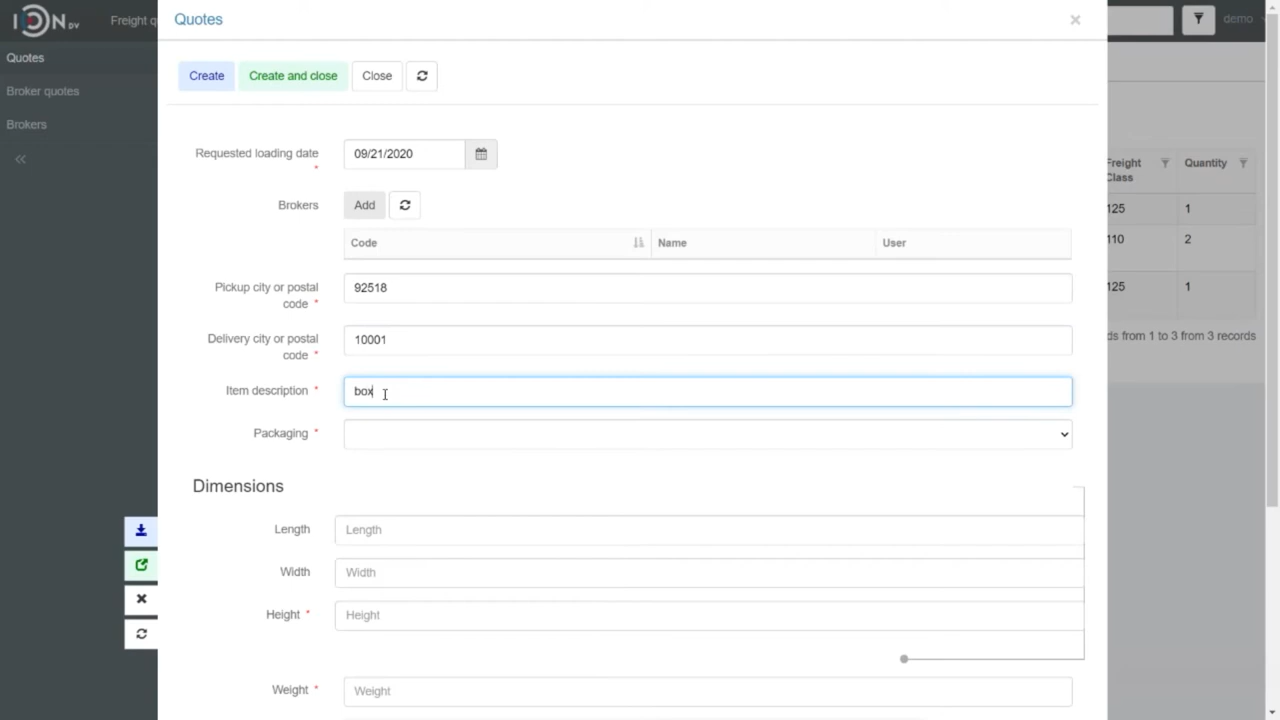 IDN DV
Freight q
Quotes
Broker quotes
Brokers
Quotes
×
demo
Create
Create and close
Close
Requested loading date *
09/21/2020
Brokers
Add
Code
Name
User
Pickup city or postal
code *
92518
Delivery city or postal
code *
10001
Item description *
box
Packaging *
Dimensions
Length
Length
Width
Width
Height *
Height
Weight *
Weight
Freight
Class
Quantity
125
1
110
2
125
1
ds from 1 to 3 from 3 records